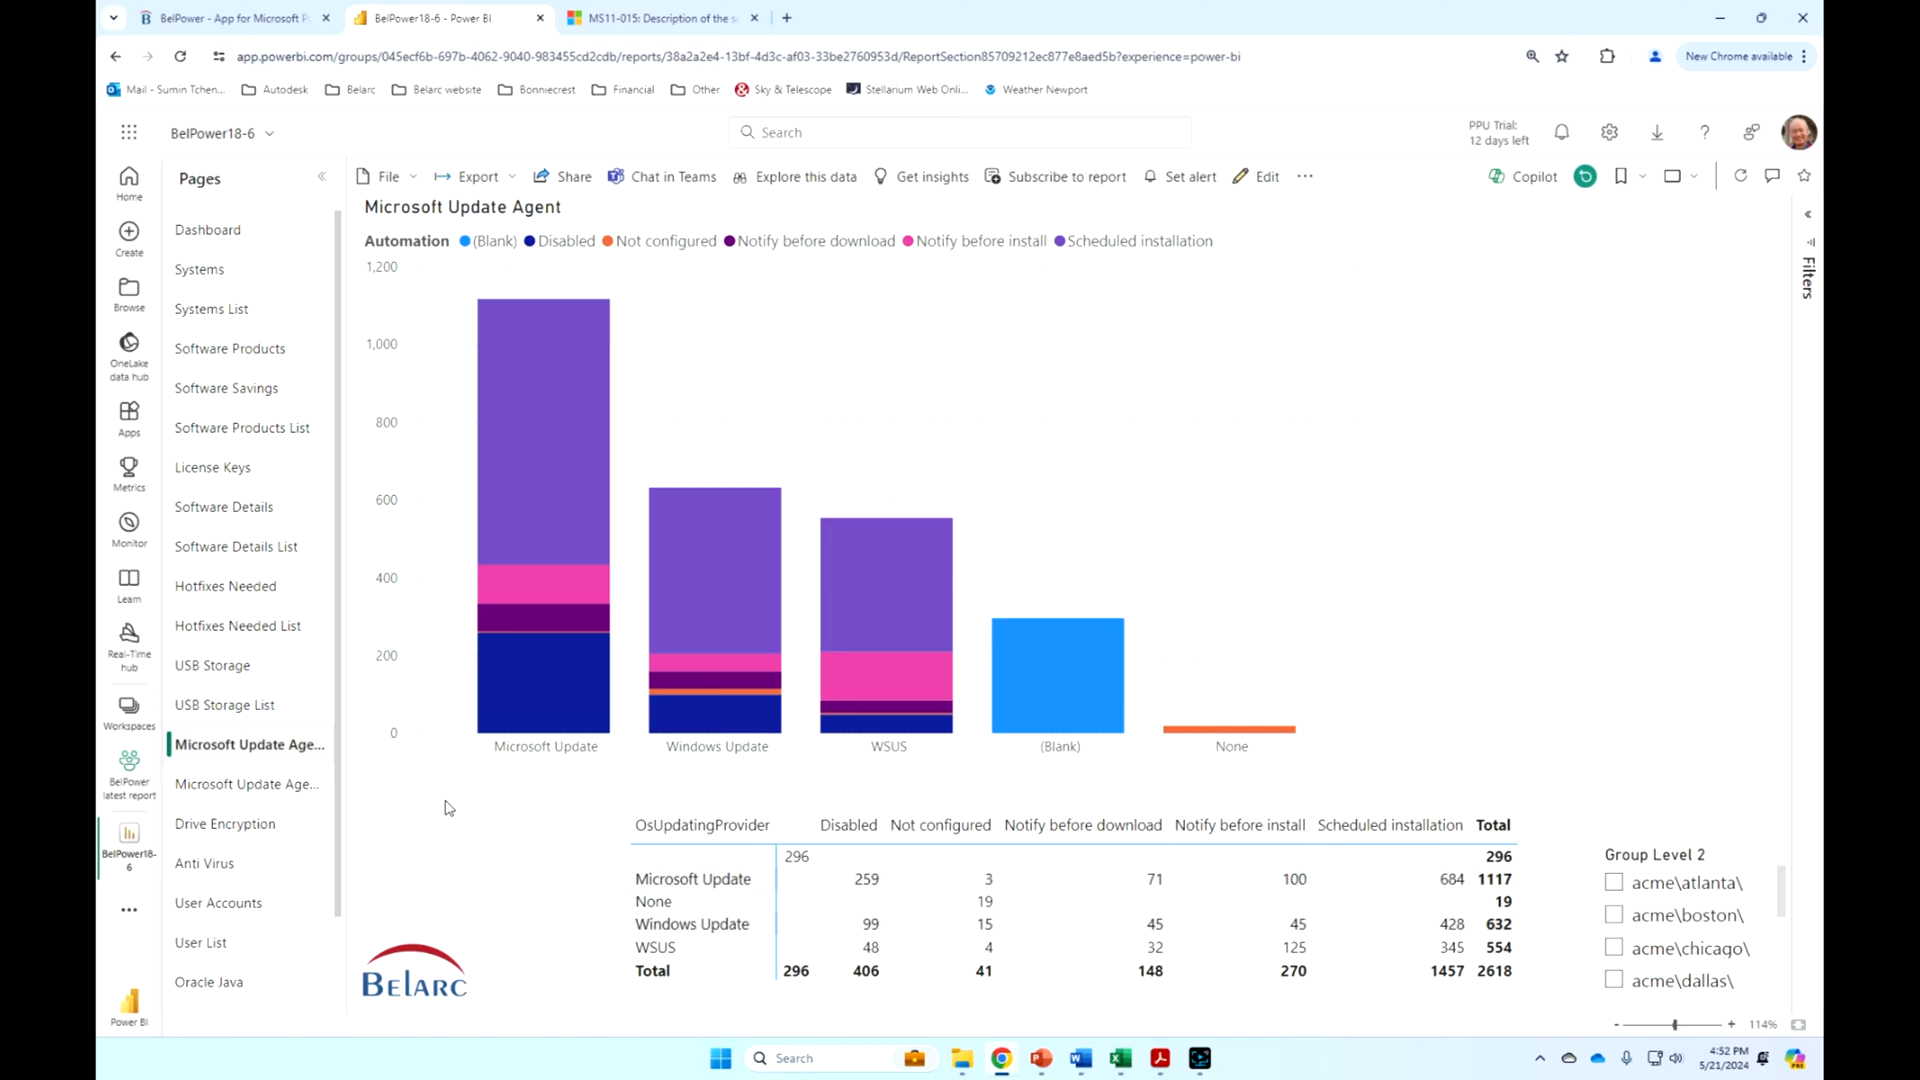 BelPower - App for Microsoft P
BelPower18-6 - Power BI
MS11-015: Description of the s
app.powerbi.com/groups/045ecf6b-697b-4062-9040-983455cd2cdb/reports/38a2a2e4-13bf-4d3c-af03-33be2760953d/ReportSection85709212ec877e8aed5b?experience=power-bi
New Chrome available
Mail - Sumin Tchen...
Autodesk
Belarc
Belarc website
Bonniecrest
Financial
Other
Sky & Telescope
Stellarium Web Onli...
Weather Newport
BelPower18-6
Search
PPU Trial:
12 days left
Home
Create
Browse
OneLake
data hub
Apps
Metrics
Monitor
Learn
Real-Time
hub
Workspaces
BelPower
latest report
BelPower18-
6
Power BI
Pages
Dashboard
Systems
Systems List
Software Products
Software Savings
Software Products List
License Keys
Software Details
Software Details List
Hotfixes Needed
Hotfixes Needed List
USB Storage
USB Storage List
Microsoft Update Age...
Microsoft Update Age...
Drive Encryption
Anti Virus
User Accounts
User List
Oracle Java
File
Export
Share
Chat in Teams
Explore this data
Get insights
Subscribe to report
Set alert
Edit
Copilot
Filters
Microsoft Update Agent
Automation (Blank) Disabled Not configured Notify before download Notify before install Scheduled installation
1,200
1,000
800
600
400
200
0
Microsoft Update
Windows Update
WSUS
(Blank)
None
OsUpdatingProvider Disabled Not configured Notify before download Notify before install Scheduled installation Total
296 296
Microsoft Update 259 3 71 100 684 1117
None 19 19
Windows Update 99 15 45 45 428 632
WSUS 48 4 32 125 345 554
Total 296 406 41 148 270 1457 2618
BELARC
Group Level 2
acme\atlanta\
acme\boston\
acme\chicago\
acme\dallas\
114%
Search
4:52 PM
5/21/2024
PRE